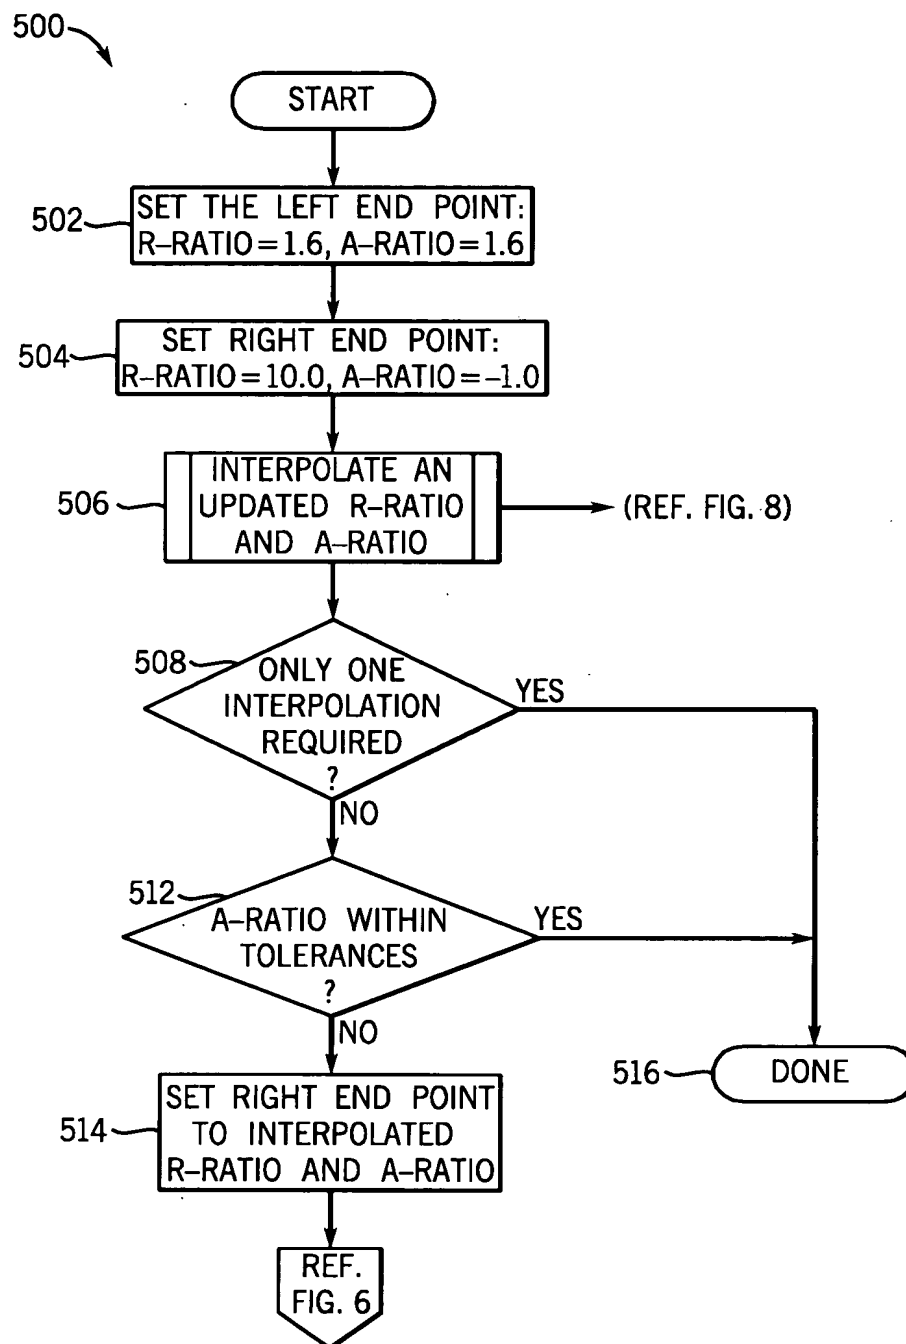 500
START
502
SET THE LEFT END POINT:
R–RATIO=1.6, A–RATIO=1.6
504
SET RIGHT END POINT:
R–RATIO=10.0, A–RATIO=-1.0
506
INTERPOLATE AN
UPDATED R–RATIO
AND A–RATIO
(REF. FIG. 8)
508
ONLY ONE
INTERPOLATION
REQUIRED
?
YES
NO
512
A–RATIO WITHIN
TOLERANCES
?
YES
NO
516
DONE
514
SET RIGHT END POINT
TO INTERPOLATED
R–RATIO AND A–RATIO
REF.
FIG. 6